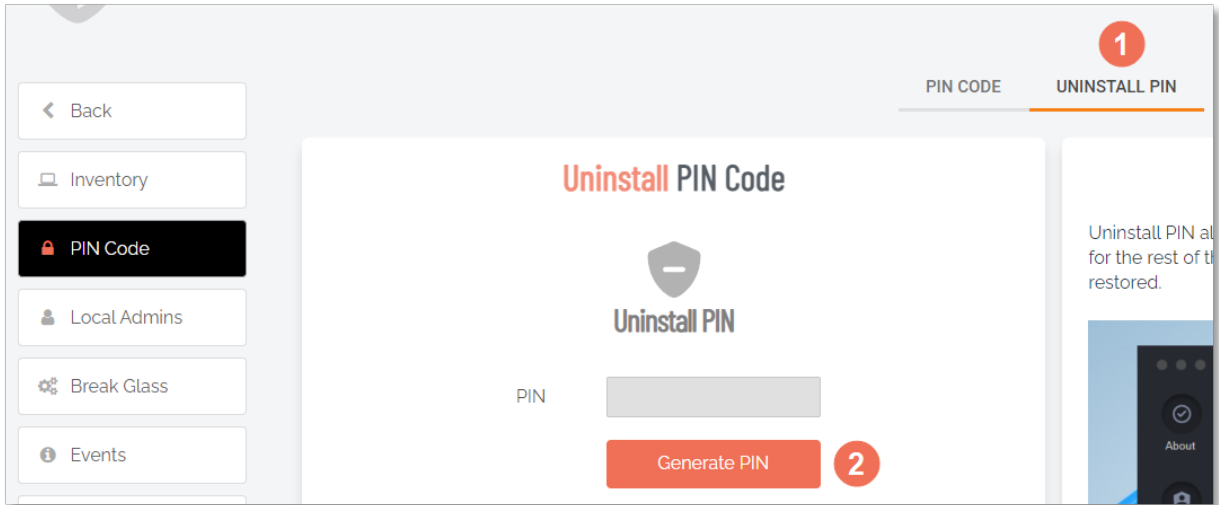 1
PIN CODE
UNINSTALL PIN
Back
Inventory
PIN Code
Local Admins
Break Glass
Events
Uninstall PIN Code
Uninstall PIN
PIN
Generate PIN
2
Uninstall PIN
for the rest of
restored.
About